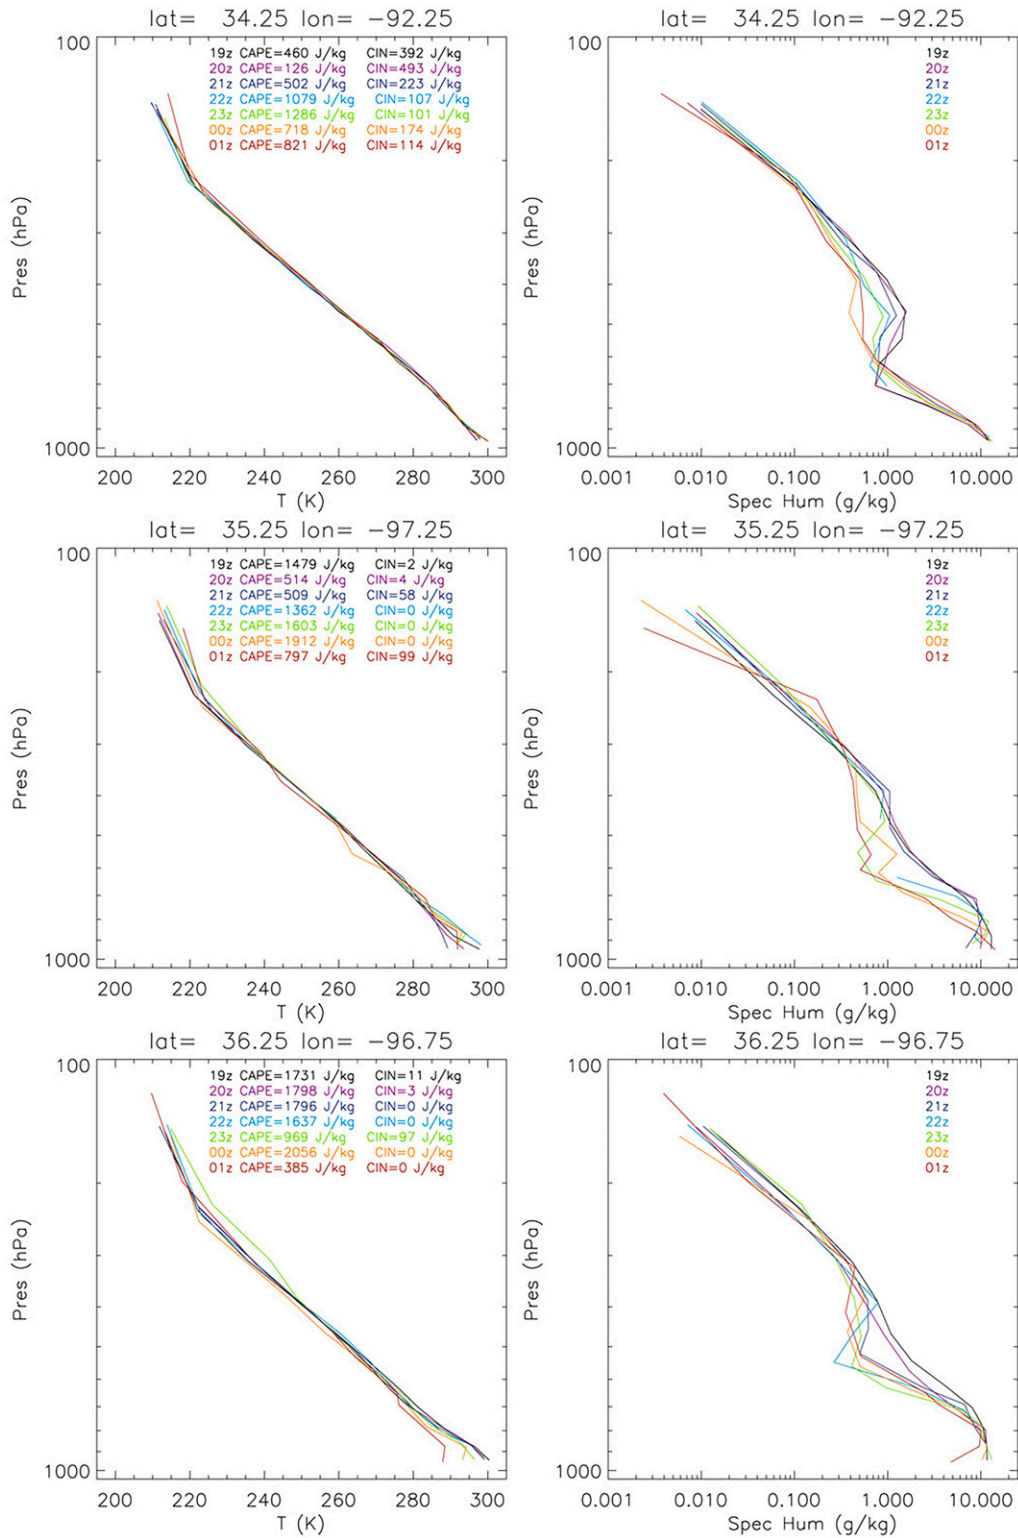 lat= 34.25 lon= −92.25
lat= 34.25 lon= −92.25
100
19z CAPE=460 J/kg CIN=392 J/kg
20z CAPE=126 J/kg CIN=493 J/kg
21z CAPE=502 J/kg CIN=223 J/kg
22z CAPE=1079 J/kg CIN=107 J/kg
23z CAPE=1286 J/kg CIN=101 J/kg
00z CAPE=718 J/kg CIN=174 J/kg
01z CAPE=821 J/kg CIN=114 J/kg
Pres (hPa)
1000
200 220 240 260 280 300
T (K)
100
19z
20z
21z
22z
23z
00z
01z
Pres (hPa)
1000
0.001 0.010 0.100 1.000 10.000
Spec Hum (g/kg)
lat= 35.25 lon= −97.25
lat= 35.25 lon= −97.25
100
19z CAPE=1479 J/kg CIN=2 J/kg
20z CAPE=514 J/kg CIN=4 J/kg
21z CAPE=509 J/kg CIN=58 J/kg
22z CAPE=1362 J/kg CIN=0 J/kg
23z CAPE=1603 J/kg CIN=0 J/kg
00z CAPE=1912 J/kg CIN=0 J/kg
01z CAPE=797 J/kg CIN=99 J/kg
Pres (hPa)
1000
200 220 240 260 280 300
T (K)
100
19z
20z
21z
22z
23z
00z
01z
Pres (hPa)
1000
0.001 0.010 0.100 1.000 10.000
Spec Hum (g/kg)
lat= 36.25 lon= −96.75
lat= 36.25 lon= −96.75
100
19z CAPE=1731 J/kg CIN=11 J/kg
20z CAPE=1798 J/kg CIN=3 J/kg
21z CAPE=1796 J/kg CIN=0 J/kg
22z CAPE=1637 J/kg CIN=0 J/kg
23z CAPE=969 J/kg CIN=97 J/kg
00z CAPE=2056 J/kg CIN=0 J/kg
01z CAPE=385 J/kg CIN=0 J/kg
Pres (hPa)
1000
200 220 240 260 280 300
T (K)
100
19z
20z
21z
22z
23z
00z
01z
Pres (hPa)
1000
0.001 0.010 0.100 1.000 10.000
Spec Hum (g/kg)